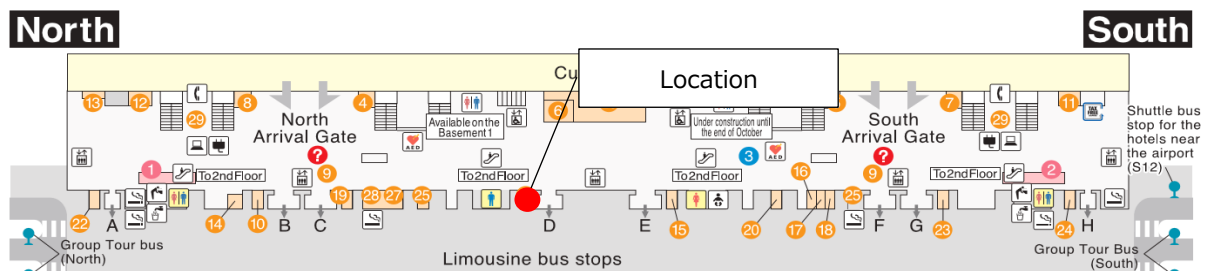 North
South
Cu
Location
13
12
8
4
6
7
11
29
29
North
Arrival Gate
Available on the
Basement 1
Under construction until
the end of October
South
Arrival Gate
TAX
FREE
Shuttle bus
stop for the
hotels near
the airport
(S12)
?
?
AED
AED
3
1
2
9
9
To2ndFloor
To2ndFloor
To2ndFloor
To2ndFloor
16
22
14
10
19
28
27
25
15
20
17
18
25
23
24
A
B
C
D
E
F
G
H
Group Tour bus
(North)
Limousine bus stops
Group Tour Bus
(South)